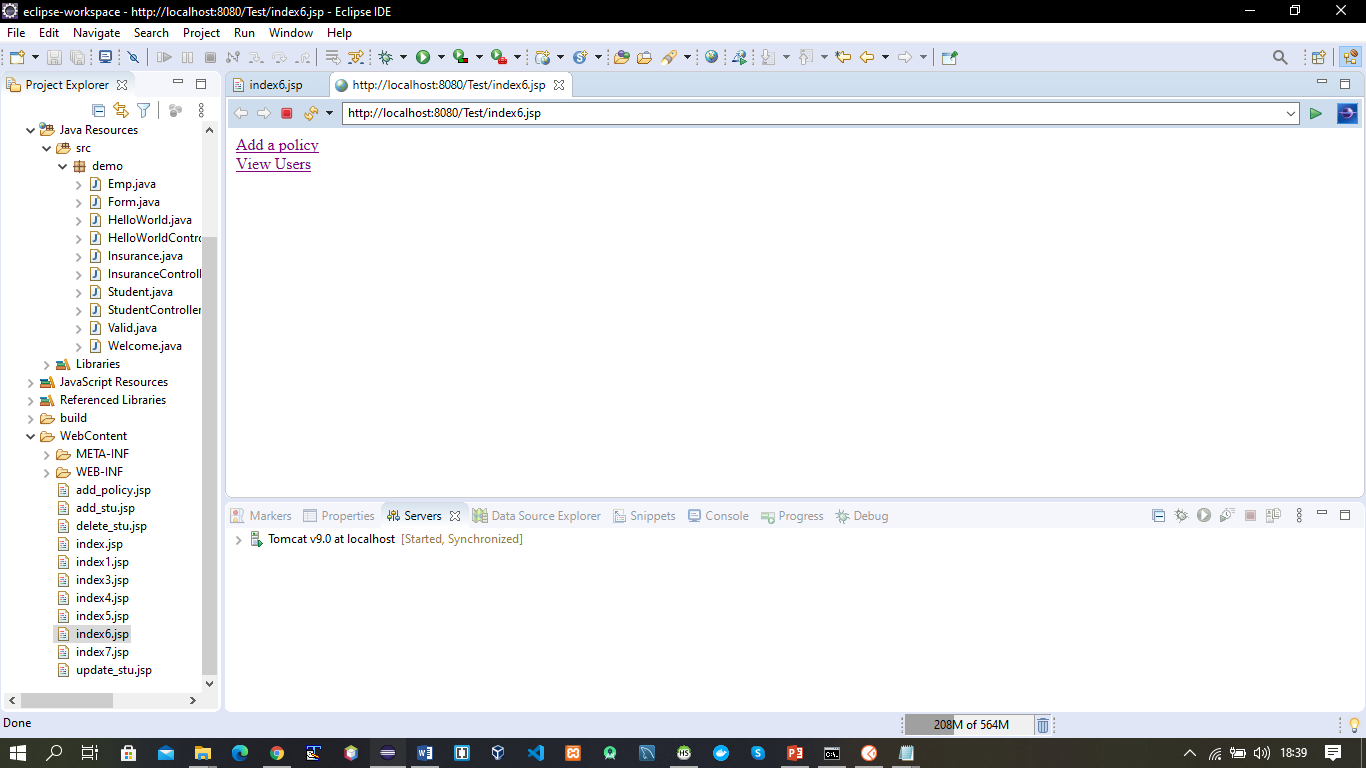 eclipse-workspace - http://localhost:8080/Test/index6.jsp - Eclipse IDE
File Edit Navigate Search Project Run Window Help
Project Explorer
index6.jsp
http://localhost:8080/Test/index6.jsp
http://localhost:8080/Test/index6.jsp
Java Resources
src
demo
Emp.java
Form.java
HelloWorld.java
HelloWorldContro
Insurance.java
InsuranceControll
Student.java
StudentController
Valid.java
Welcome.java
Libraries
JavaScript Resources
Referenced Libraries
build
WebContent
META-INF
WEB-INF
add_policy.jsp
add_stu.jsp
delete_stu.jsp
index.jsp
index1.jsp
index3.jsp
index4.jsp
index5.jsp
index6.jsp
index7.jsp
update_stu.jsp
Add a policy
View Users
Markers Properties Servers Data Source Explorer Snippets Console Progress Debug
Tomcat v9.0 at localhost [Started, Synchronized]
Done
208M of 564M
18:39